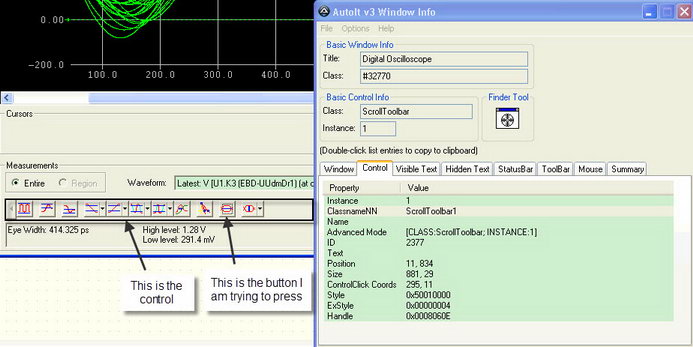 0.00
-200.0
100.0
200.0
300.0
400.0
Cursors
Measurements
Entire
Region
Waveform:
Latest: V [U1.K3 (EBD-UUdmDr1) (at
Eye Width: 414.325 ps
High level: 1.28 V
Low level: 291.4 mV
This is the control
This is the button I
am trying to press
AutoIt v3 Window Info
File Options Help
Basic Window Info
Title: Digital Oscilloscope
Class: #32770
Basic Control Info
Class: ScrollToolbar
Instance: 1
Finder Tool
(Double-click list entries to copy to clipboard)
Window Control Visible Text Hidden Text StatusBar ToolBar Mouse Summary
Property Value
Instance 1
ClassnameNN ScrollToolbar1
Name
Advanced Mode [CLASS:ScrollToolbar; INSTANCE:1]
ID 2377
Text
Position 11, 834
Size 881, 29
ControlClick Coords 295, 11
Style 0x50010000
ExStyle 0x00000004
Handle 0x0008060E